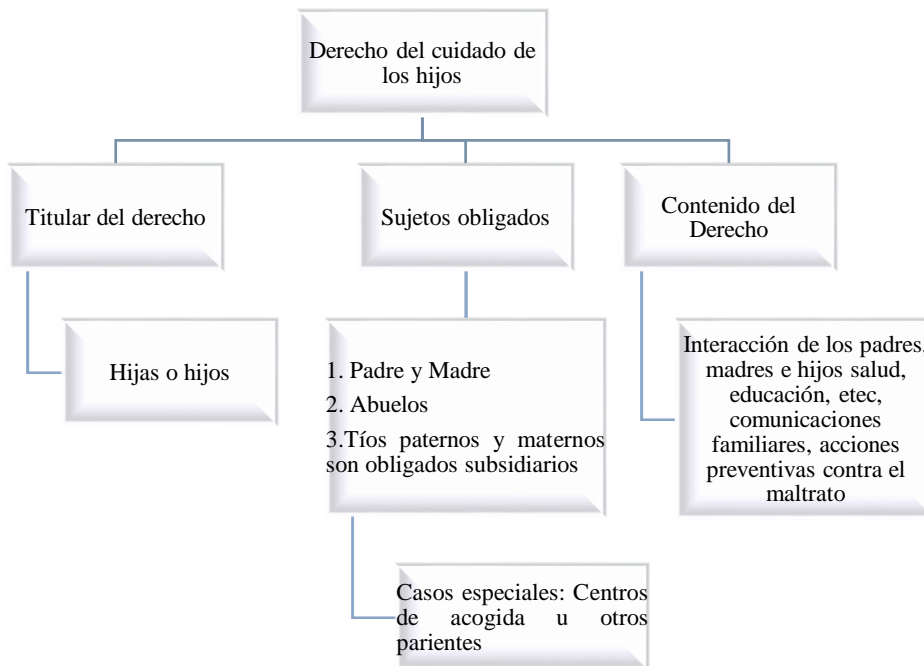 Derecho del cuidado de
los hijos
Titular del derecho
Sujetos obligados
Contenido del
Derecho
Hijas o hijos
1. Padre y Madre
2. Abuelos
3.Tíos paternos y maternos
son obligados subsidiarios
Interacción de los padres,
madres e hijos salud,
educación, etec,
comunicaciones
familiares, acciones
preventivas contra el
maltrato
Casos especiales: Centros
de acogida u otros
parientes